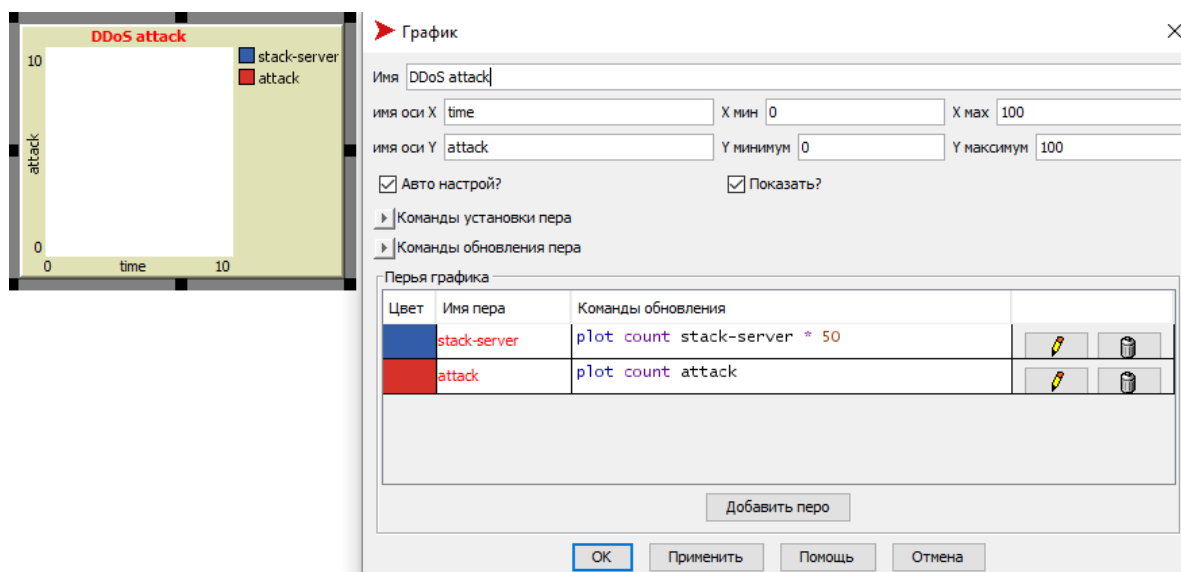 DDoS attack
10
attack
0
0 time 10
stack-server
attack
График
Имя DDoS attack
имя оси X time X мин 0 X max 100
имя оси Y attack Y минимум 0 Y максимум 100
Авто настрой? Показать?
Команды установки пера
Команды обновления пера
Перья графика
Цвет Имя пера Команды обновления
stack-server plot count stack-server * 50
attack plot count attack
Добавить перо
OK Применить Помощь Отмена